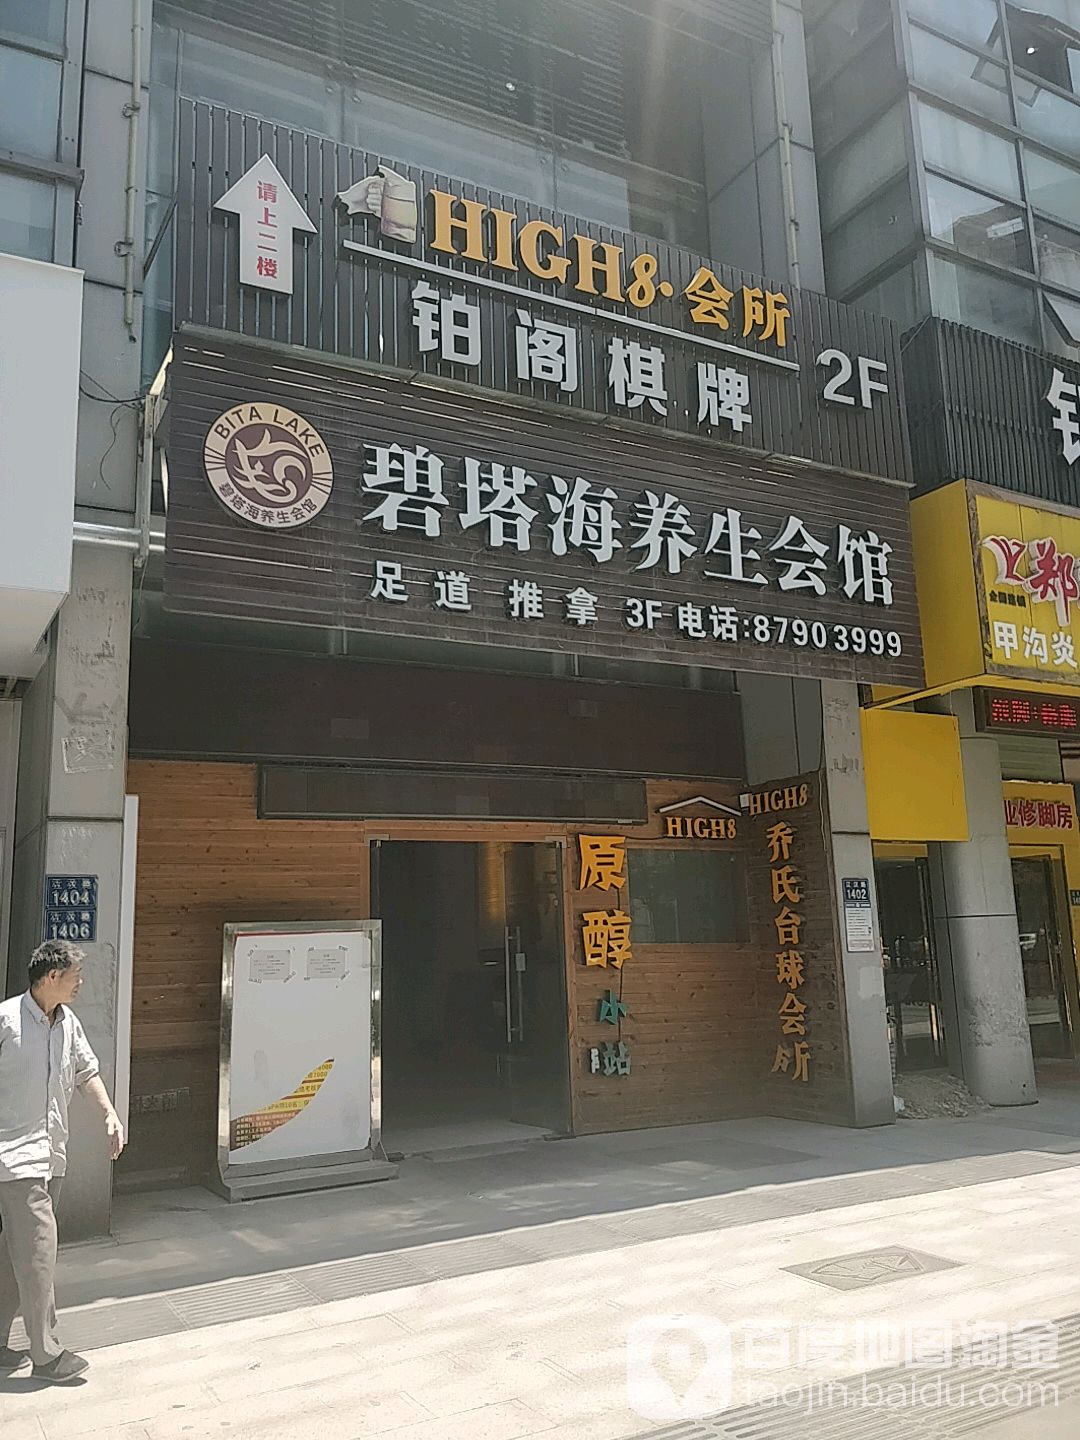 请上二楼
HIGH8·会所
铂阁棋牌
2F
BITA LAKE
碧塔海养生会馆
碧塔海养生会馆
足道 推拿 3F 电话:87903999
郑
甲沟炎
业修脚房
HIGH8
HIGH8
原醇
小站
乔氏台球会所
1404
1406
1402
百度地图淘金
taojin.baidu.com